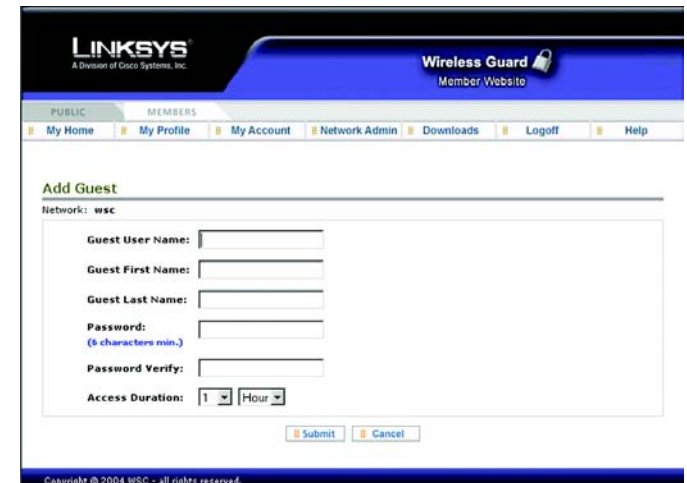 LINKSYS®
A Division of Cisco Systems, Inc.
Wireless Guard
Member Website
PUBLIC MEMBERS
My Home My Profile My Account Network Admin Downloads Logoff Help
Add Guest
Network: wsc
Guest User Name:
Guest First Name:
Guest Last Name:
Password:
(6 characters min.)
Password Verify:
Access Duration: 1 Hour
Submit Cancel
Copyright © 2004 WSC - all rights reserved.